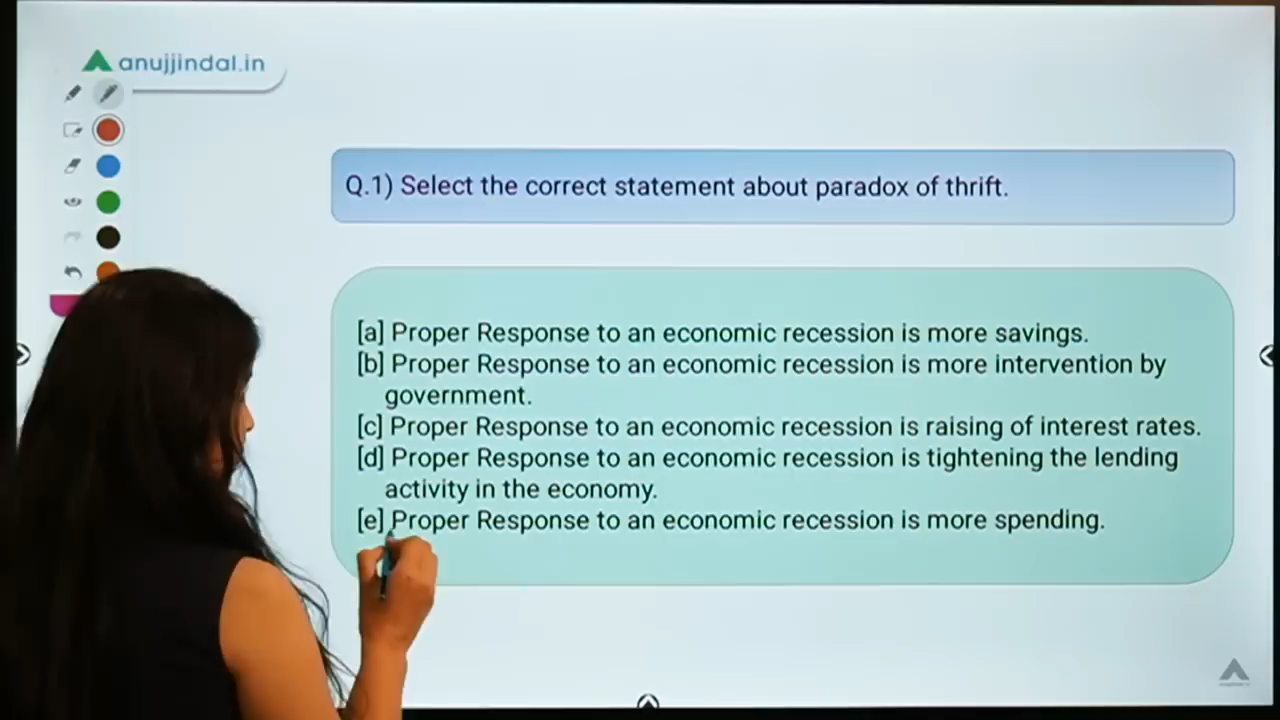 anujjindal.in
Q.1) Select the correct statement about paradox of thrift.
[a] Proper Response to an economic recession is more savings.
[b] Proper Response to an economic recession is more intervention by
government.
[c] Proper Response to an economic recession is raising of interest rates.
[d] Proper Response to an economic recession is tightening the lending
activity in the economy.
[e] Proper Response to an economic recession is more spending.